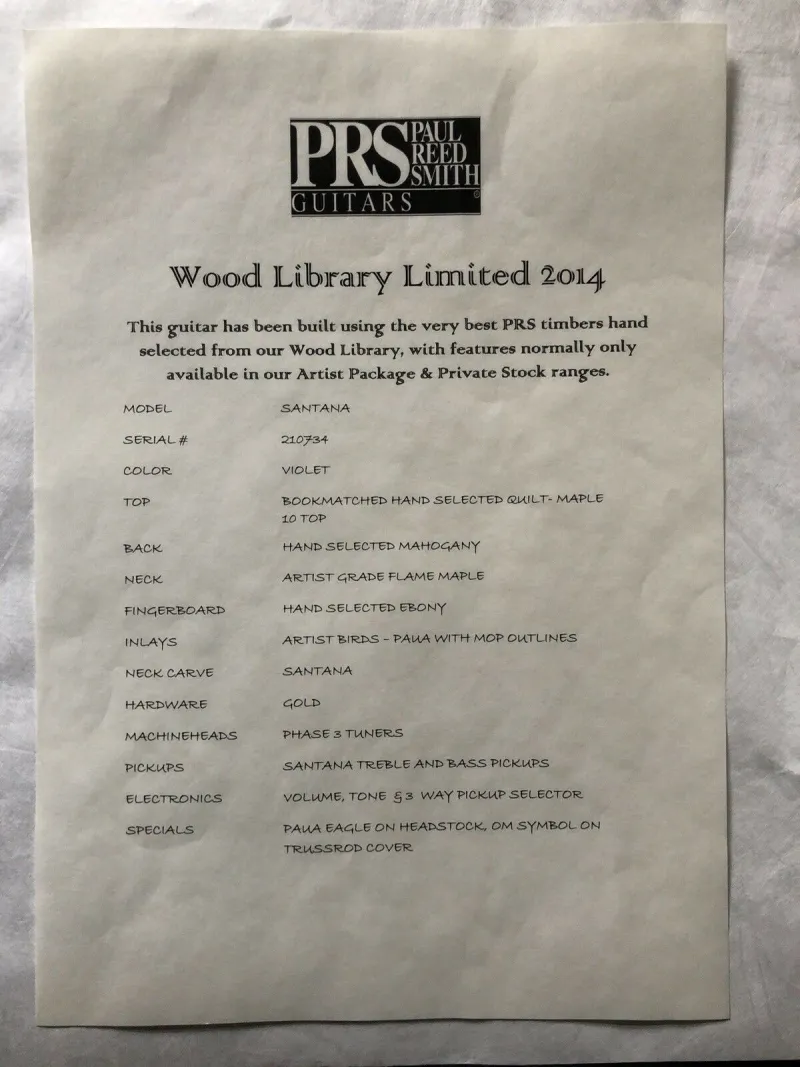 PRS PAUL
REED
SMITH
GUITARS ®
Wood Library Limited 2014
This guitar has been built using the very best PRS timbers hand
selected from our Wood Library, with features normally only
available in our Artist Package & Private Stock ranges.
MODEL SANTANA
SERIAL # 210734
COLOR VIOLET
TOP BOOKMATCHED HAND SELECTED QUILT- MAPLE
10 TOP
BACK HAND SELECTED MAHOGANY
NECK ARTIST GRADE FLAME MAPLE
FINGERBOARD HAND SELECTED EBONY
INLAYS ARTIST BIRDS - PAUA WITH MOP OUTLINES
NECK CARVE SANTANA
HARDWARE GOLD
MACHINEHEADS PHASE 3 TUNERS
PICKUPS SANTANA TREBLE AND BASS PICKUPS
ELECTRONICS VOLUME, TONE & 3 WAY PICKUP SELECTOR
SPECIALS PAUA EAGLE ON HEADSTOCK, OM SYMBOL ON
TRUSSROD COVER